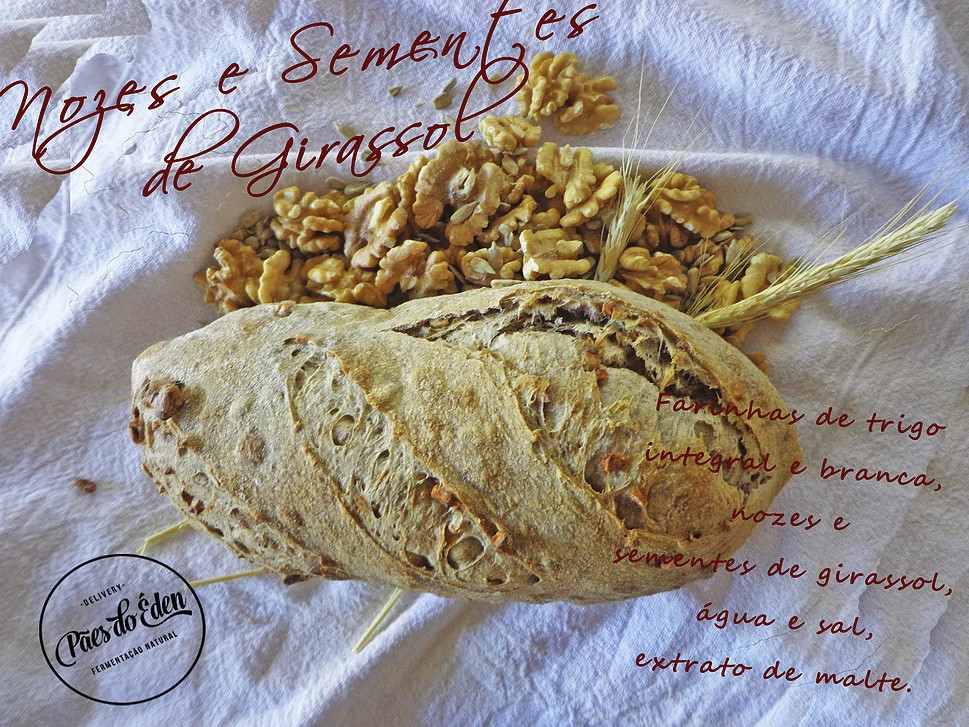 Nozes e Sementes
de Girassol
Farinhas de trigo
integral e branca,
nozes e
sementes de girassol,
água e sal,
extrato de malte.
·DELIVERY·
Pães do Éden
FERMENTAÇÃO NATURAL